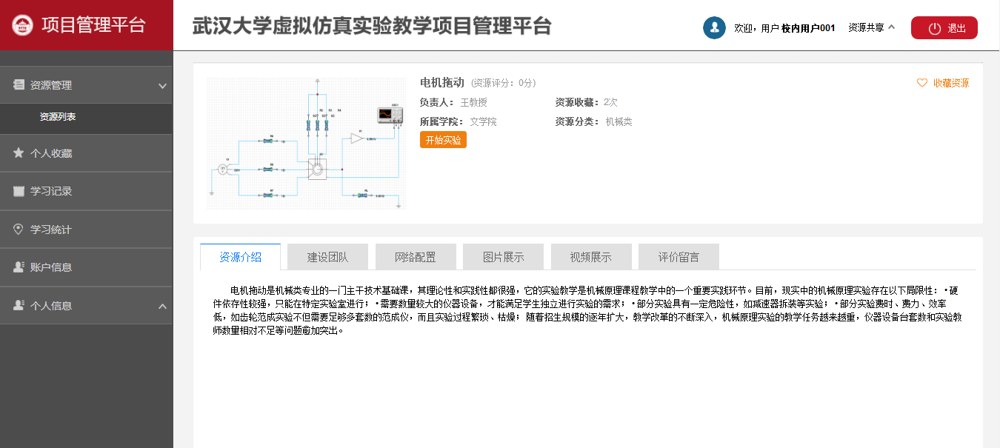 项目管理平台
武汉大学虚拟仿真实验教学项目管理平台
欢迎，用户 校内用户001
资源共享
退出
资源管理
资源列表
个人收藏
学习记录
学习统计
账户信息
个人信息
电机拖动 (资源评分：0分)
收藏资源
负责人： 王教授
资源收藏： 2次
所属学院： 文学院
资源分类： 机械类
开始实验
资源介绍
建设团队
网络配置
图片展示
视频展示
评价留言
电机拖动是机械类专业的一门主干技术基础课，其理论性和实践性都很强，它的实验教学是机械原理课程教学中的一个重要实践环节。目前，现实中的机械原理实验存在以下局限性： •硬
件依存性较强，只能在特定实验室进行； •需要数量较大的仪器设备，才能满足学生独立进行实验的需求； •部分实验具有一定危险性，如减速器拆装等实验； •部分实验费时、费力、效率
低，如齿轮范成实验不但需要足够多套数的范成仪，而且实验过程繁琐、枯燥； 随着招生规模的逐年扩大，教学改革的不断深入，机械原理实验的教学任务越来越重，仪器设备台套数和实验教
师数量相对不足等问题愈加突出。